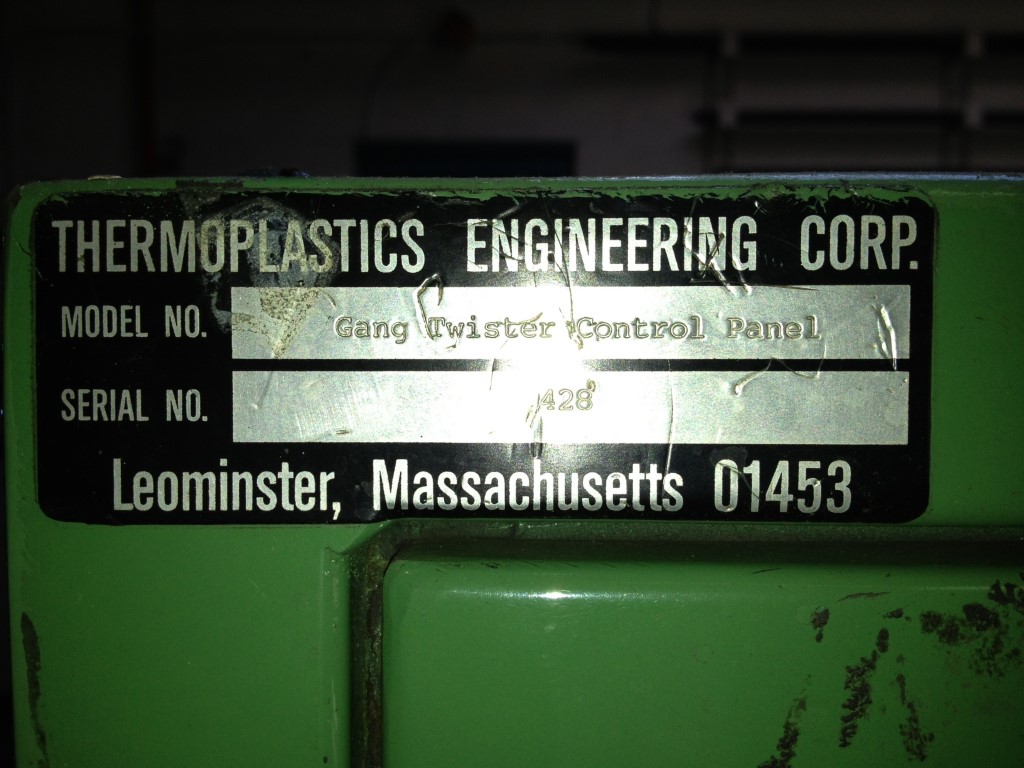 THERMOPLASTICS ENGINEERING CORP.
MODEL NO. Gang Twister Control Panel
SERIAL NO. 428
Leominster, Massachusetts 01453